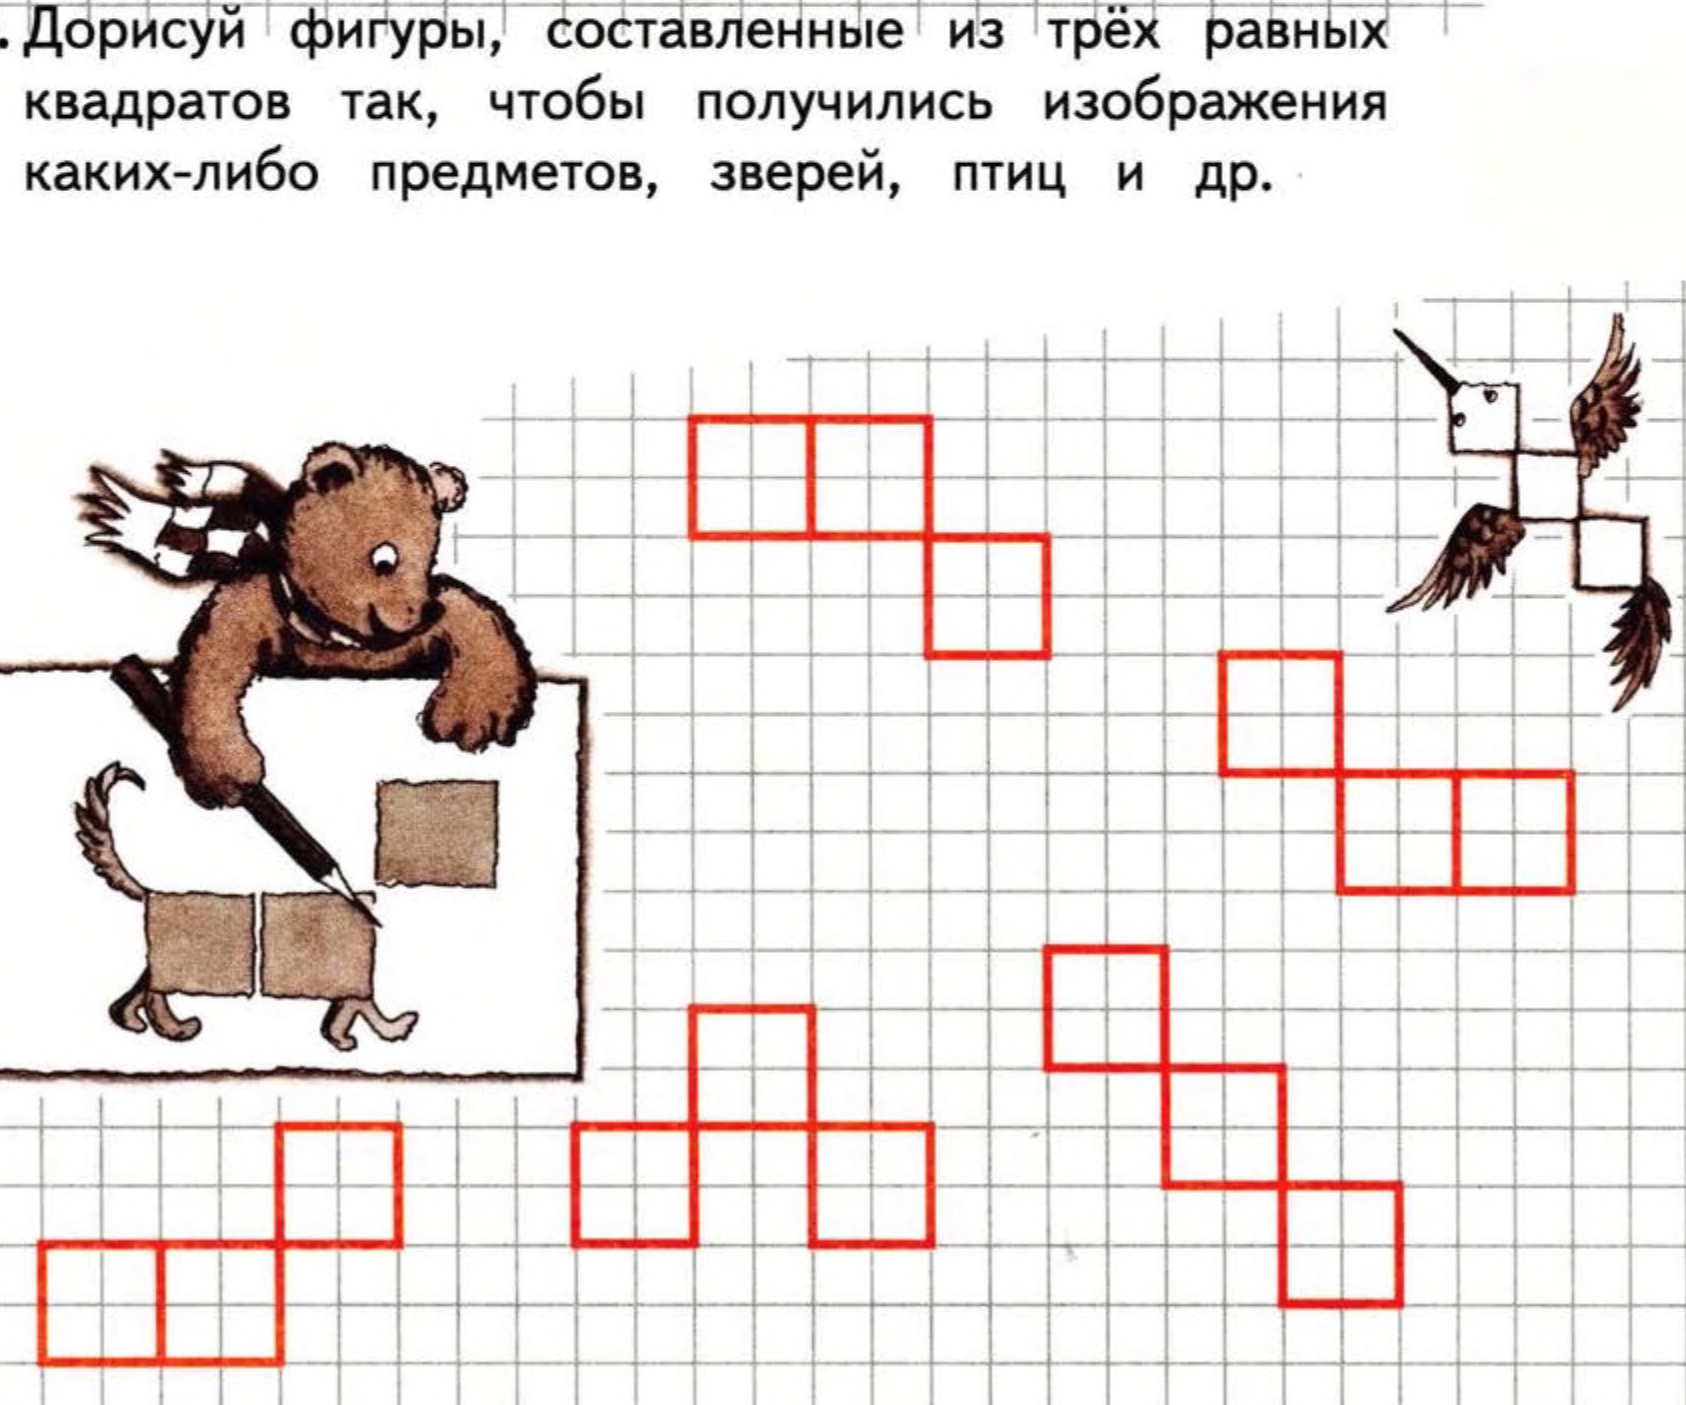 . Дорисуй фигуры, составленные из трёх равных
квадратов так, чтобы получились изображения
каких-либо предметов, зверей, птиц и др.